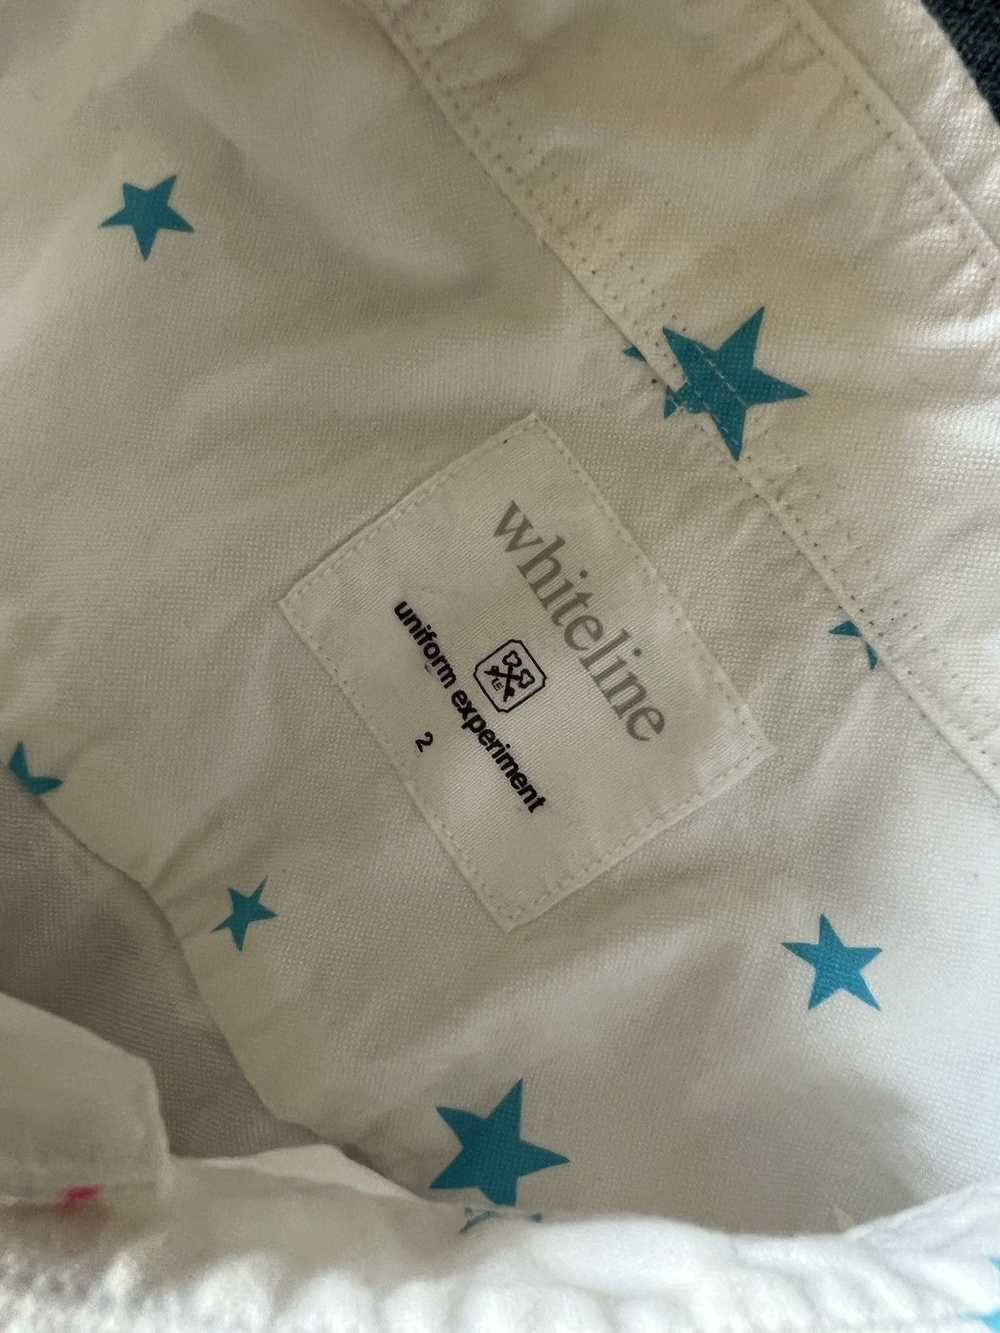 whiteline
uniform experiment
2